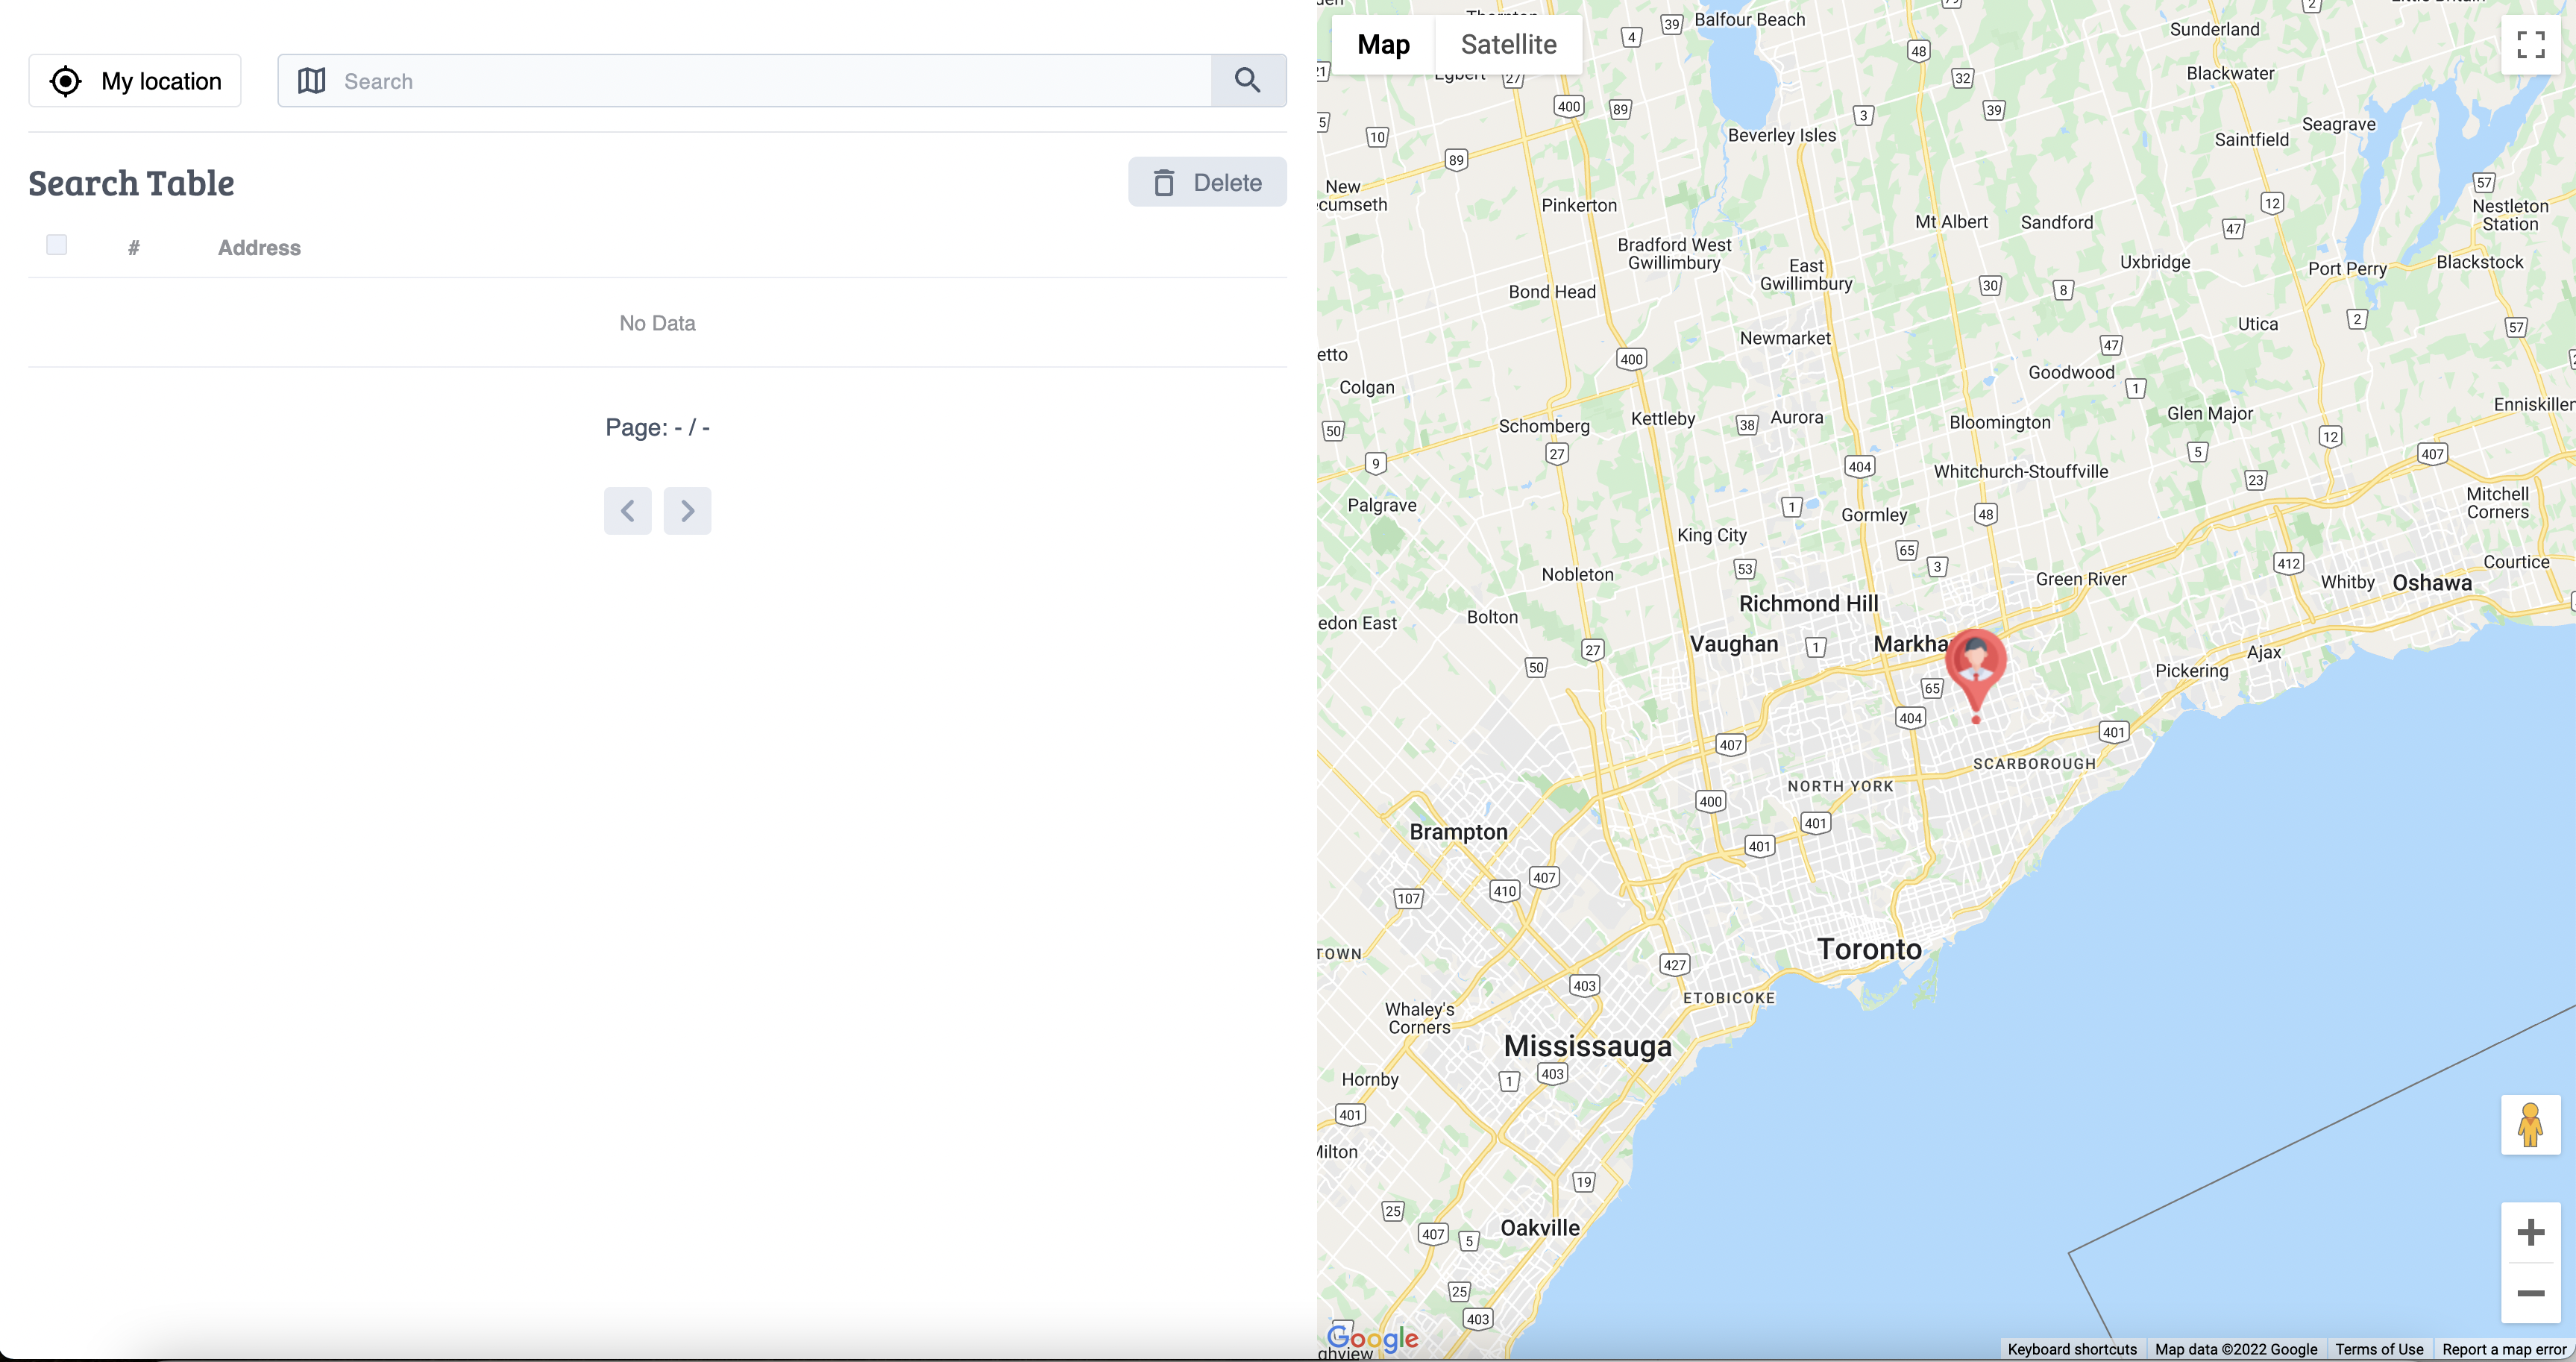 My location
Search
Search Table
Delete
# Address
No Data
Page: - / -
Map Satellite
Balfour Beach
Sunderland
Blackwater
Beverley Isles
Seagrave
Saintfield
New
Pinkerton
Nestleton
Station
Mt Albert
Sandford
Bradford West
Gwillimbury
East
Gwillimbury
Uxbridge
Port Perry
Blackstock
Bond Head
Utica
Newmarket
Goodwood
Colgan
Kettleby
Aurora
Glen Major
Schomberg
Bloomington
Whitchurch-Stouffville
Palgrave
Mitchell
Corners
Gormley
King City
Nobleton
Green River
Courtice
Whitby
Oshawa
Richmond Hill
Bolton
edon East
Vaughan
Markha
Ajax
Pickering
SCARBOROUGH
NORTH YORK
Brampton
Toronto
TOWN
ETOBICOKE
Whaley's
Corners
Mississauga
Hornby
Oakville
Google
Keyboard shortcuts Map data ©2022 Google Terms of Use Report a map error